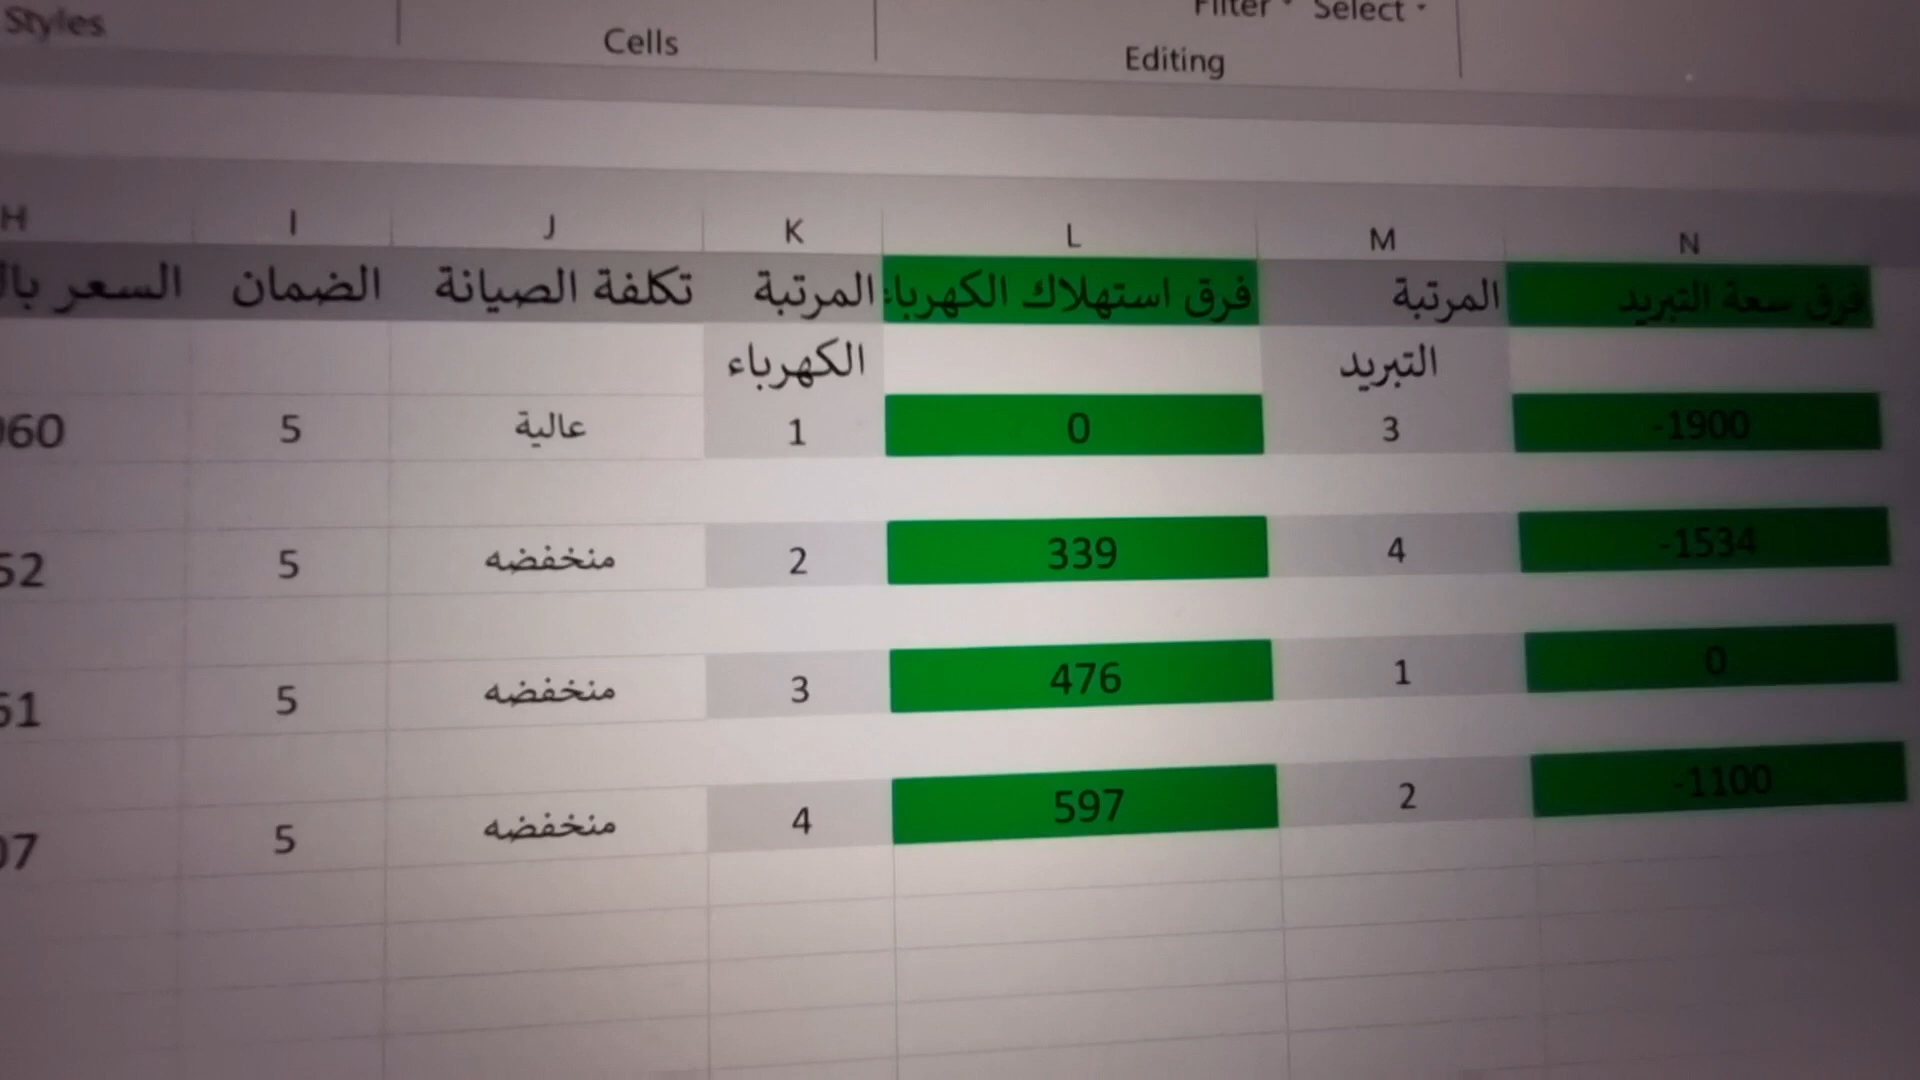 Styles
Cells
Filter
Select
Editing
H I J K L M N
الضمان تكلفة الصيانة المرتبة فرق استهلاك الكهرباء المرتبة فرق سعة التبريد
السعر
الكهرباء التبريد
5 عالية 1 0 3 -1900
5 منخفضه 2 339 4 -1534
5 منخفضه 3 476 1 0
5 منخفضه 4 597 2 -1100